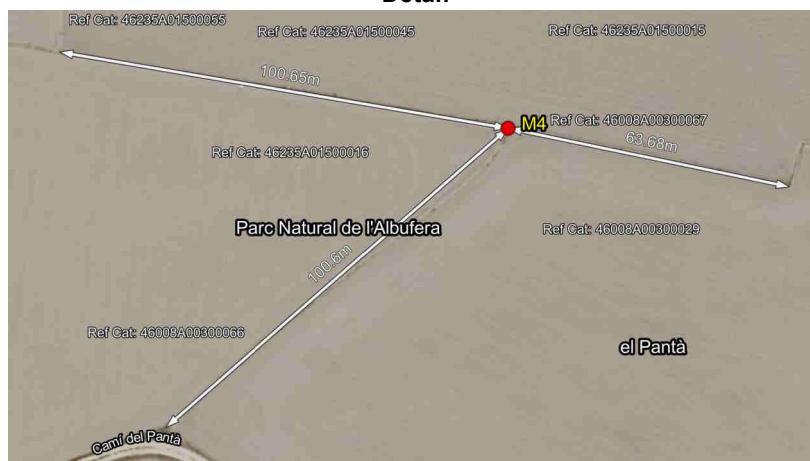 Detall
Ref Cat: 46235A01500055
Ref Cat: 46235A01500045
Ref Cat: 46235A01500015
100.65m
M4
Ref Cat: 46008A00300067
63.68m
Ref Cat: 46235A01500016
Parc Natural de l'Albufera
Ref Cat: 46008A00300029
100.6m
Ref Cat: 46008A00300066
el Pantà
Camí del Pantà